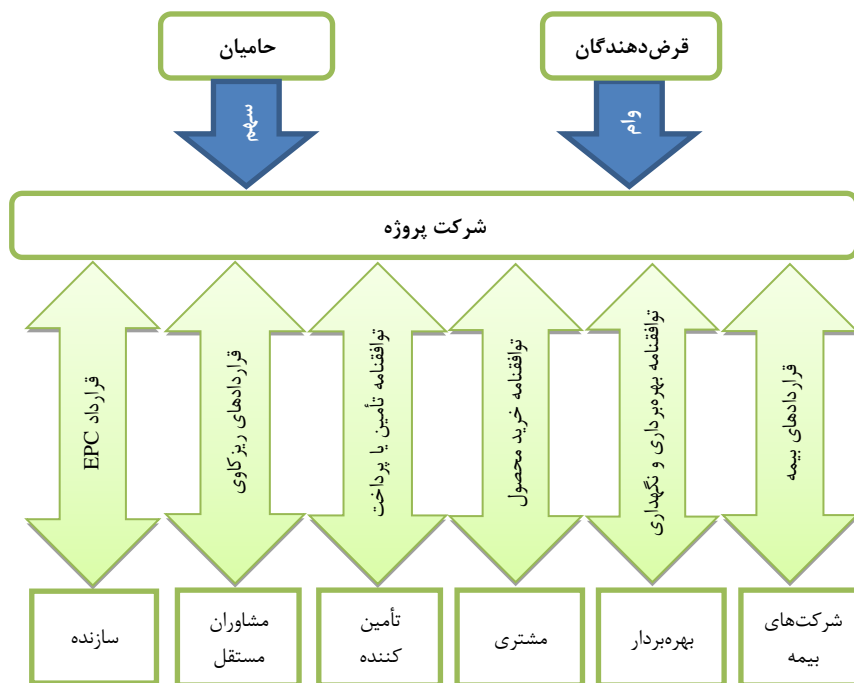 قرض‌دهندگان
حامیان
وام
سهم
شرکت پروژه
قراردادهای بیمه
توافقنامه بهره‌برداری و نگهداری
توافقنامه خرید محصول
توافقنامه تأمین یا پرداخت
قراردادهای ریزکاوی
قرارداد EPC
شرکت‌های
بیمه
بهره‌بردار
مشتری
تأمین
کننده
مشاوران
مستقل
سازنده